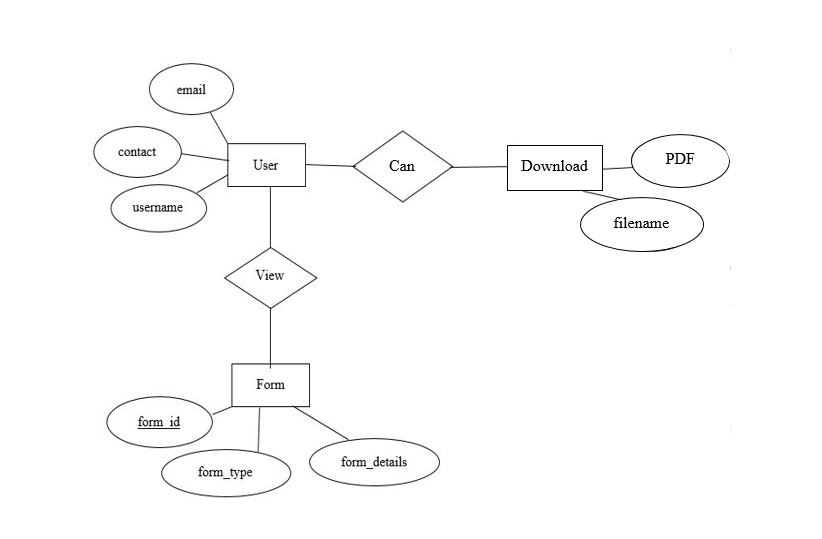 email
contact
User
Can
Download
PDF
username
filename
View
Form
form_id
form_type
form_details